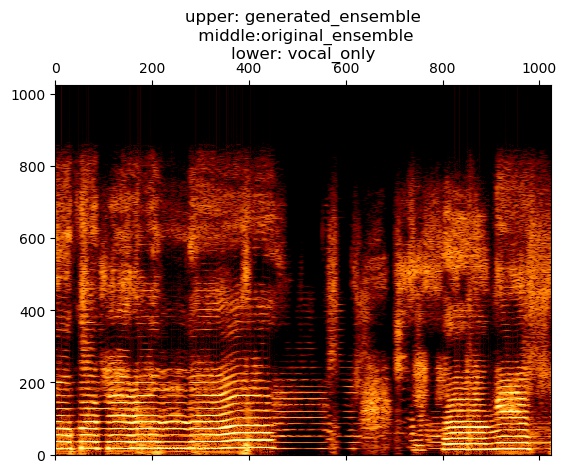 upper: generated_ensemble
middle:original_ensemble
lower: vocal_only
0 200 400 600 800 1000
1000
800
600
400
200
0